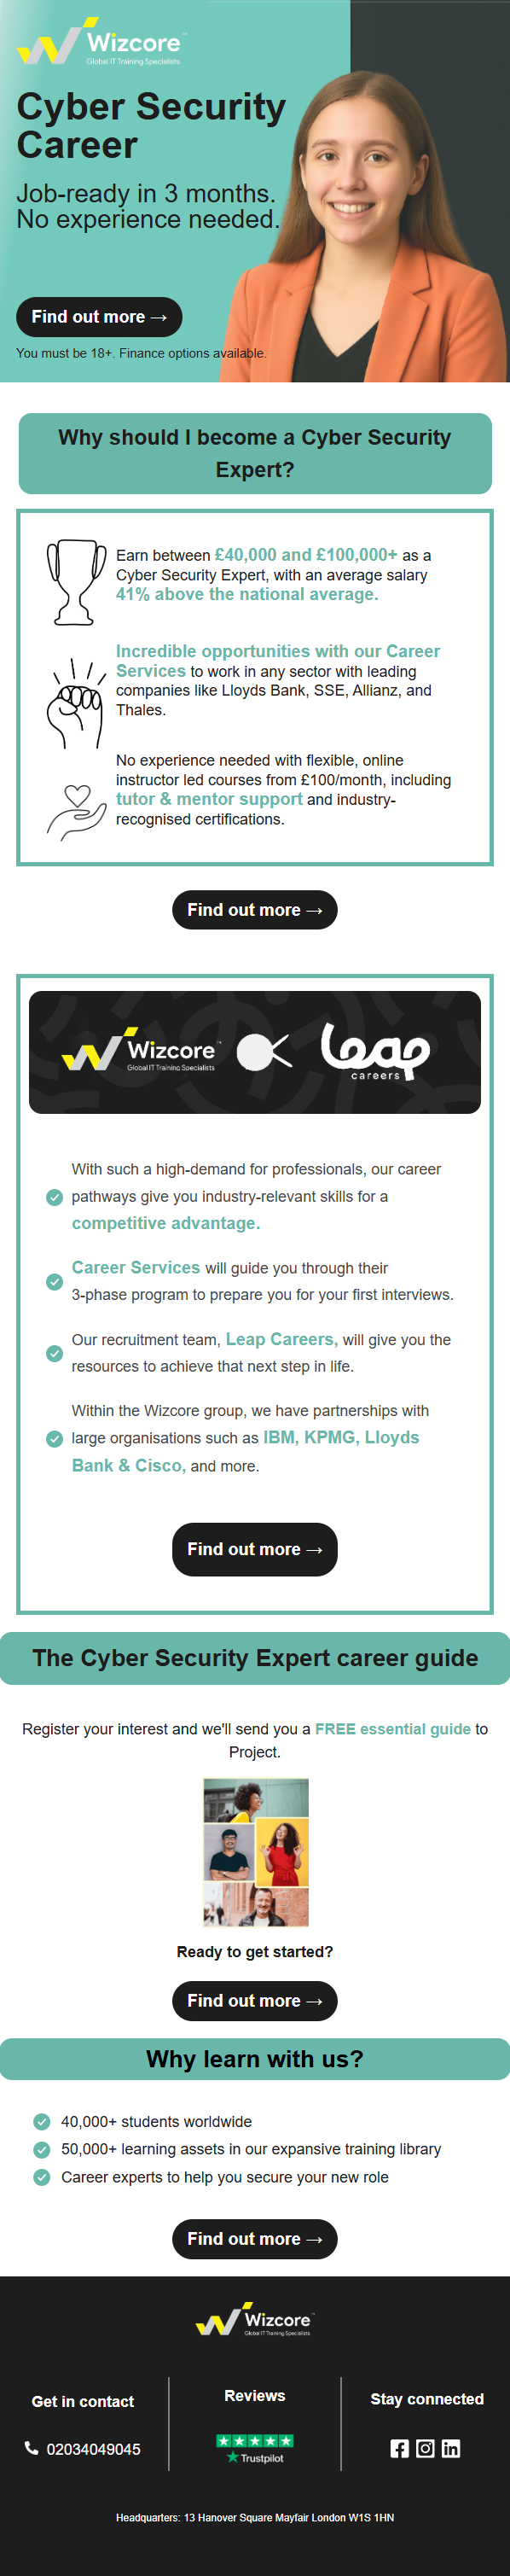 Wizcore™
Global IT Training Specialists
Cyber Security
Career
Job-ready in 3 months.
No experience needed.
Find out more →
You must be 18+. Finance options available.
Why should I become a Cyber Security
Expert?
Earn between £40,000 and £100,000+ as a
Cyber Security Expert, with an average salary
41% above the national average.
Incredible opportunities with our Career
Services to work in any sector with leading
companies like Lloyds Bank, SSE, Allianz, and
Thales.
No experience needed with flexible, online
instructor led courses from £100/month, including
tutor & mentor support and industry-
recognised certifications.
Find out more →
Wizcore™
Global IT Training Specialists
Leap
careers
With such a high-demand for professionals, our career
pathways give you industry-relevant skills for a
competitive advantage.
Career Services will guide you through their
3-phase program to prepare you for your first interviews.
Our recruitment team, Leap Careers, will give you the
resources to achieve that next step in life.
Within the Wizcore group, we have partnerships with
large organisations such as IBM, KPMG, Lloyds
Bank & Cisco, and more.
Find out more →
The Cyber Security Expert career guide
Register your interest and we'll send you a FREE essential guide to
Project.
Ready to get started?
Find out more →
Why learn with us?
40,000+ students worldwide
50,000+ learning assets in our expansive training library
Career experts to help you secure your new role
Find out more →
Wizcore™
Global IT Training Specialists
Get in contact
02034049045
Reviews
Trustpilot
Stay connected
Headquarters: 13 Hanover Square Mayfair London W1S 1HN